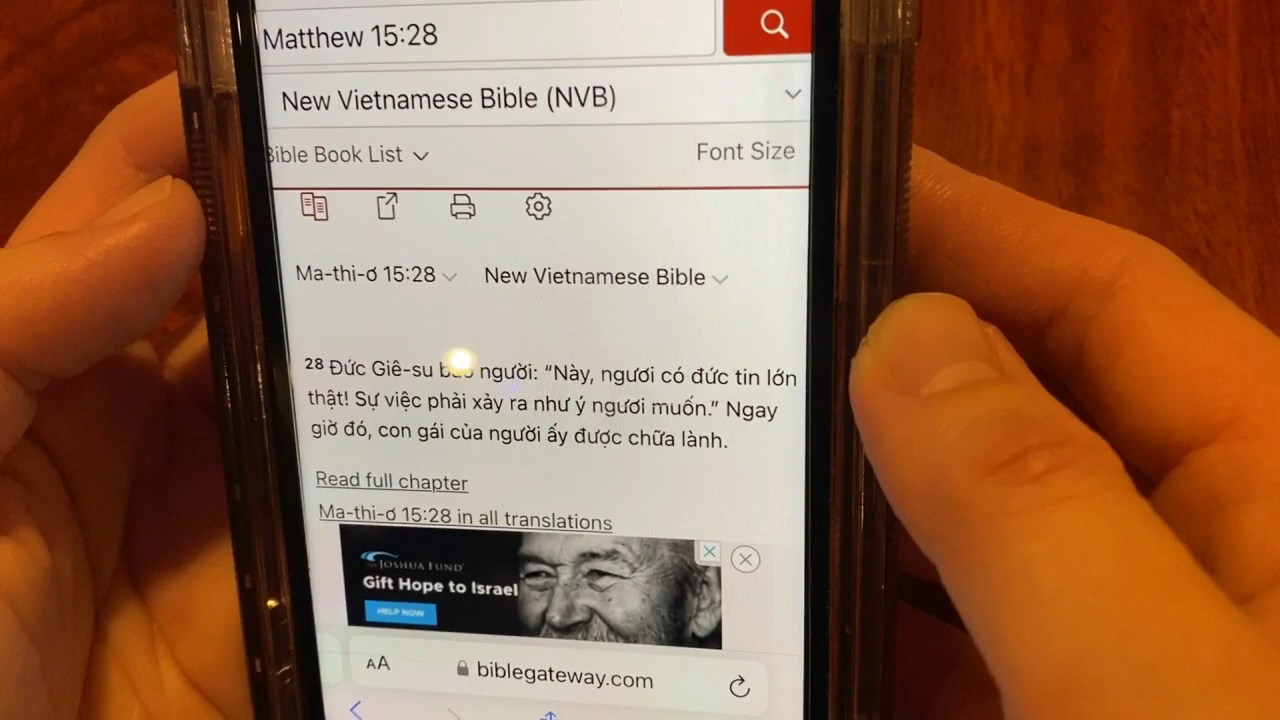 Matthew 15:28
New Vietnamese Bible (NVB)
Bible Book List Font Size
Ma-thi-ơ 15:28 New Vietnamese Bible
28 Đức Giê-su người: “Này, ngươi có đức tin lớn
thật! Sự việc phải xảy ra như ý ngươi muốn.” Ngay
giờ đó, con gái của người ấy được chữa lành.
Read full chapter
Ma-thi-ơ 15:28 in all translations
JOSHUA FUND
Gift Hope to Israel
HELP NOW
AA biblegateway.com